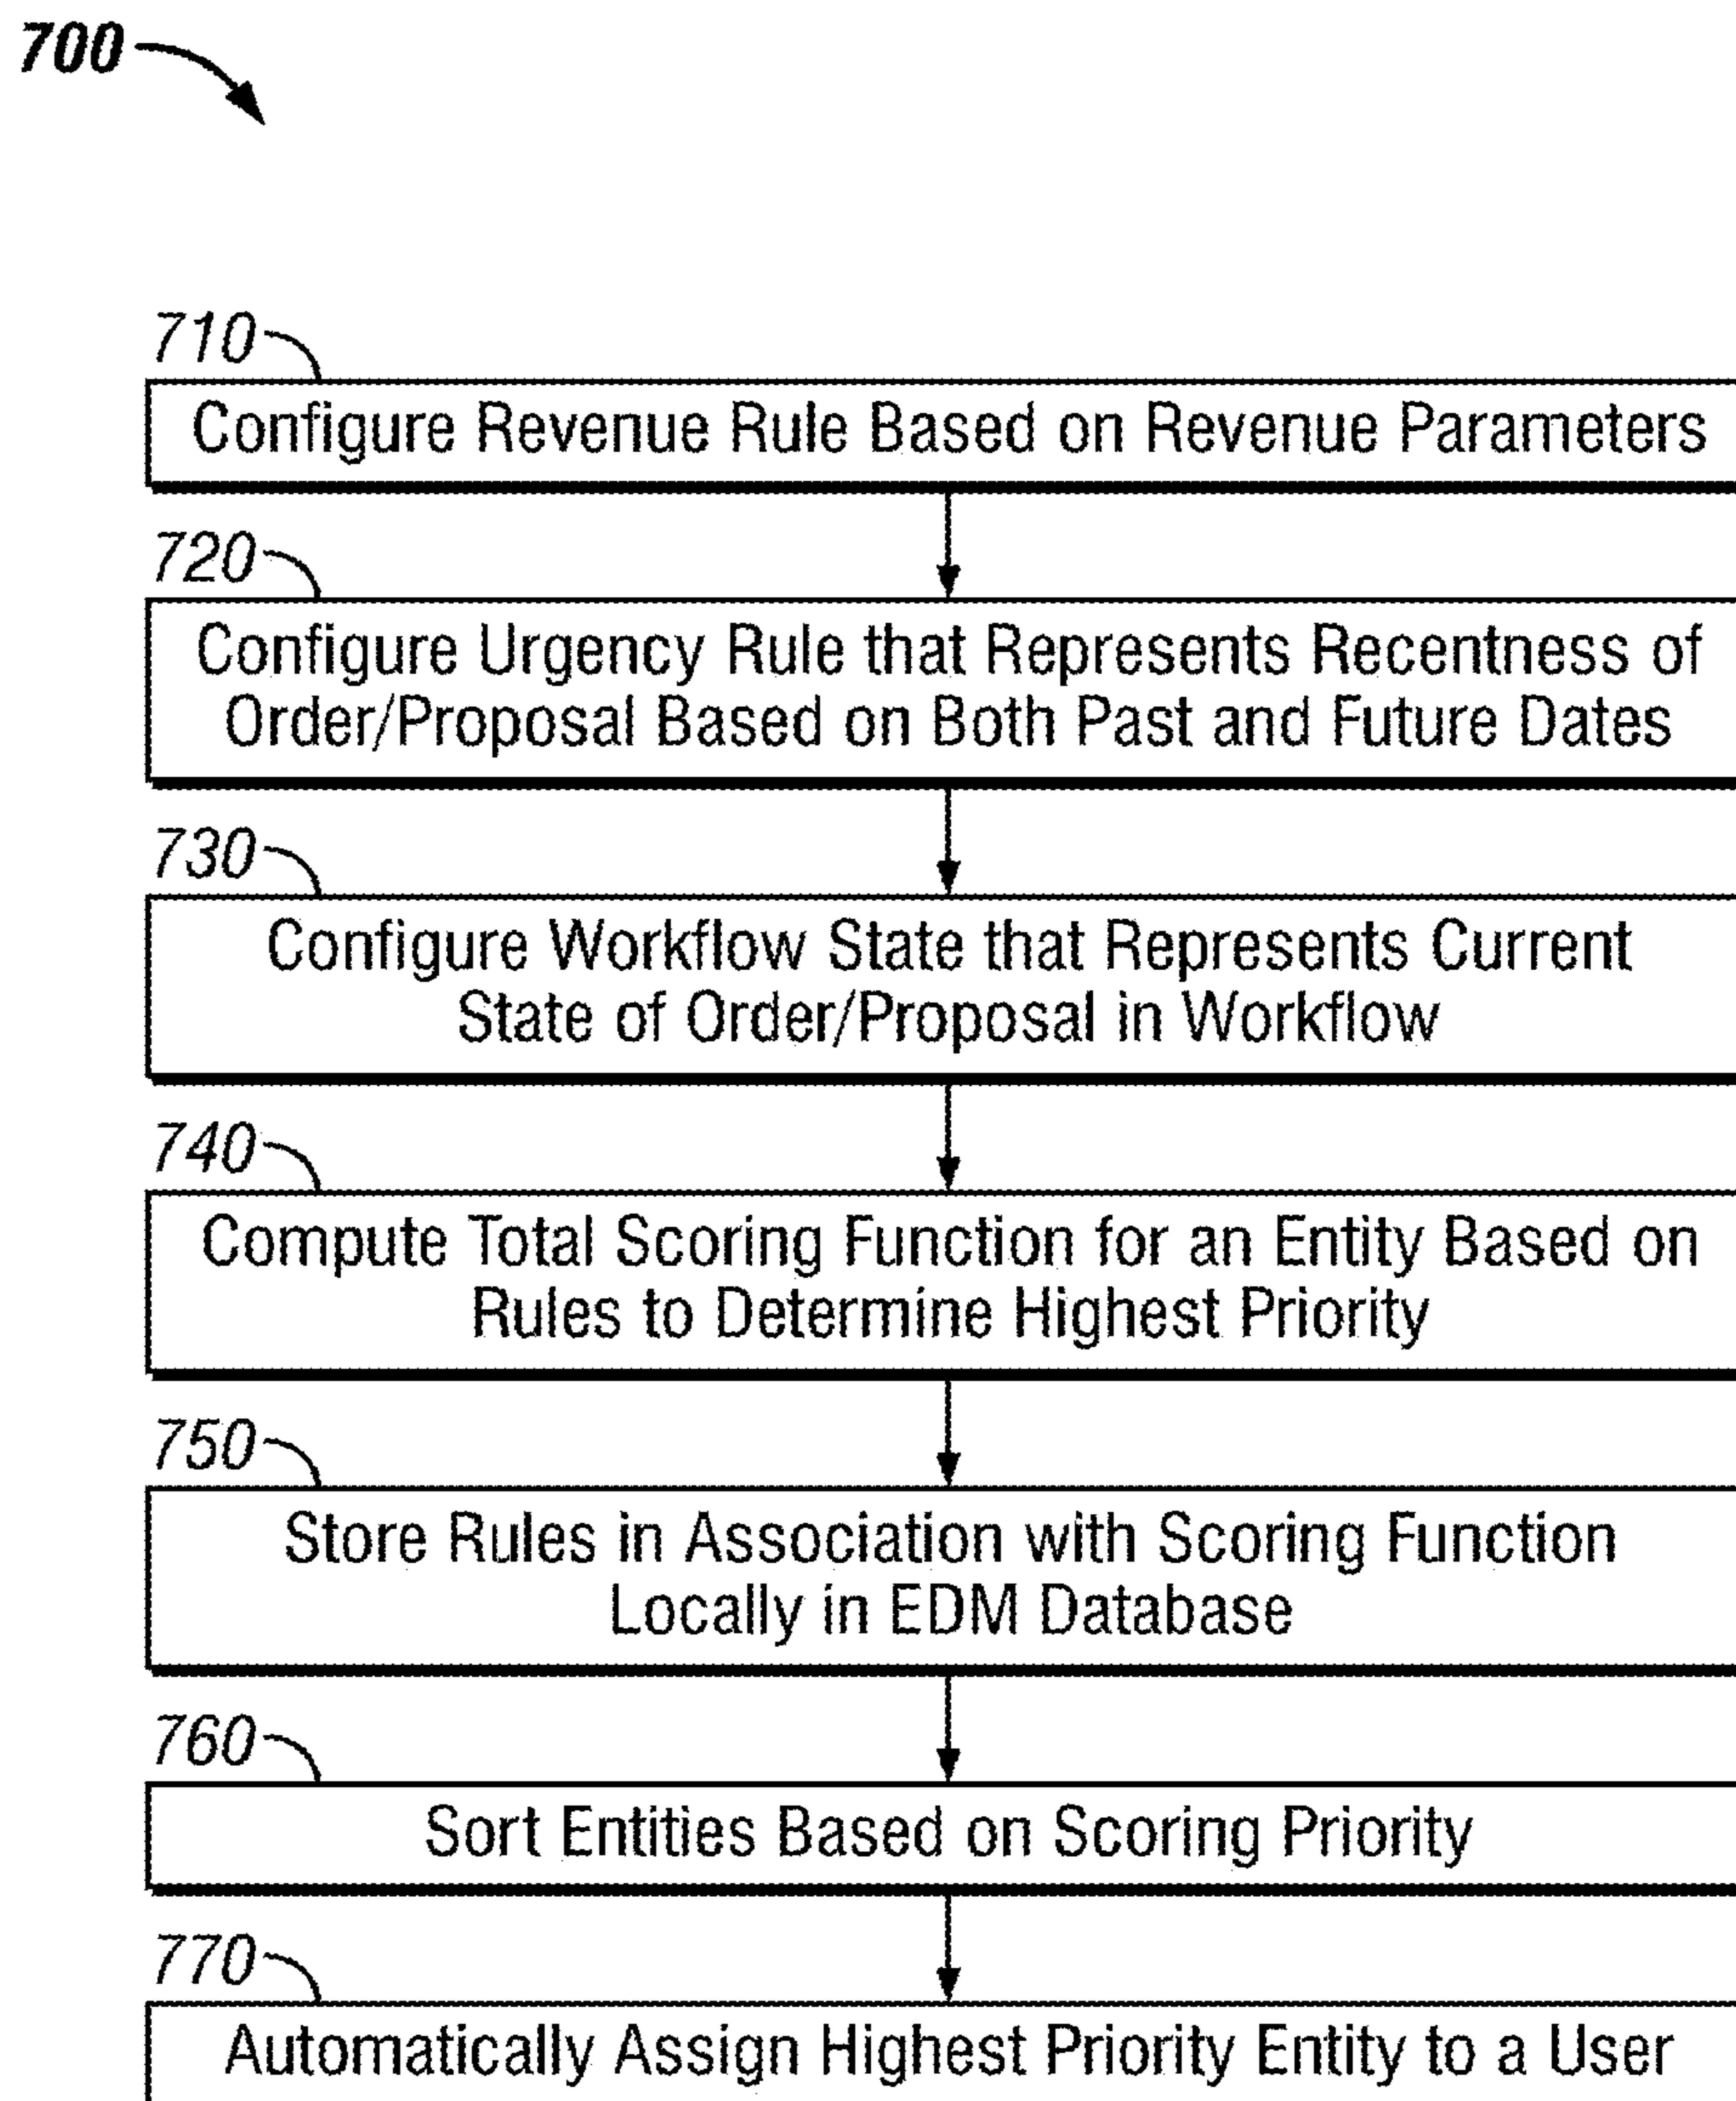 700
710
Configure Revenue Rule Based on Revenue Parameters
720
Configure Urgency Rule that Represents Recentness of
Order/Proposal Based on Both Past and Future Dates
730
Configure Workflow State that Represents Current
State of Order/Proposal in Workflow
740
Compute Total Scoring Function for an Entity Based on
Rules to Determine Highest Priority
750
Store Rules in Association with Scoring Function
Locally in EDM Database
760
Sort Entities Based on Scoring Priority
770
Automatically Assign Highest Priority Entity to a User